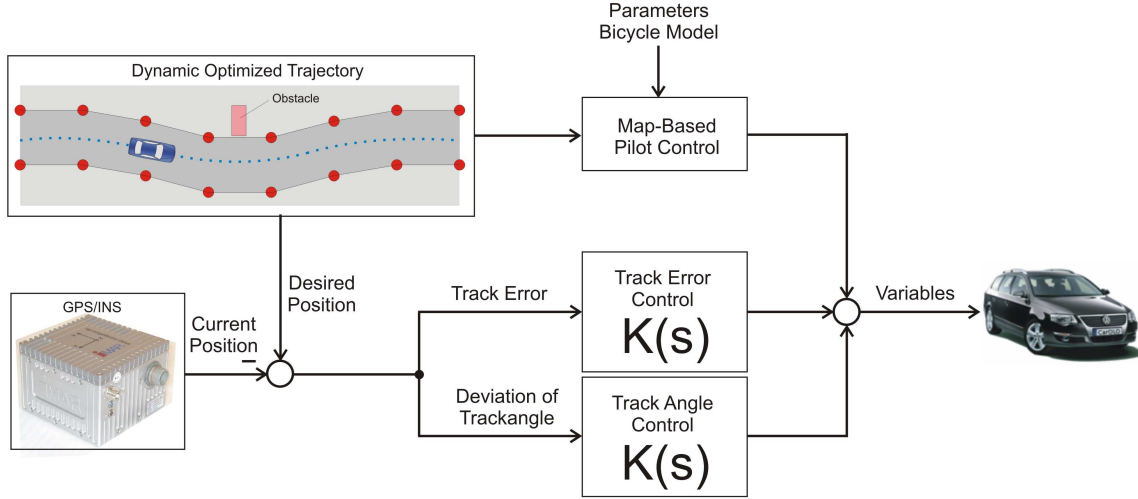 Parameters
Bicycle Model
Dynamic Optimized Trajectory
Obstacle
Map-Based
Pilot Control
Desired
Position
GPS/INS
Current
Position
Track Error
Track Error
Control
K(s)
Variables
Deviation of
Trackangle
Track Angle
Control
K(s)